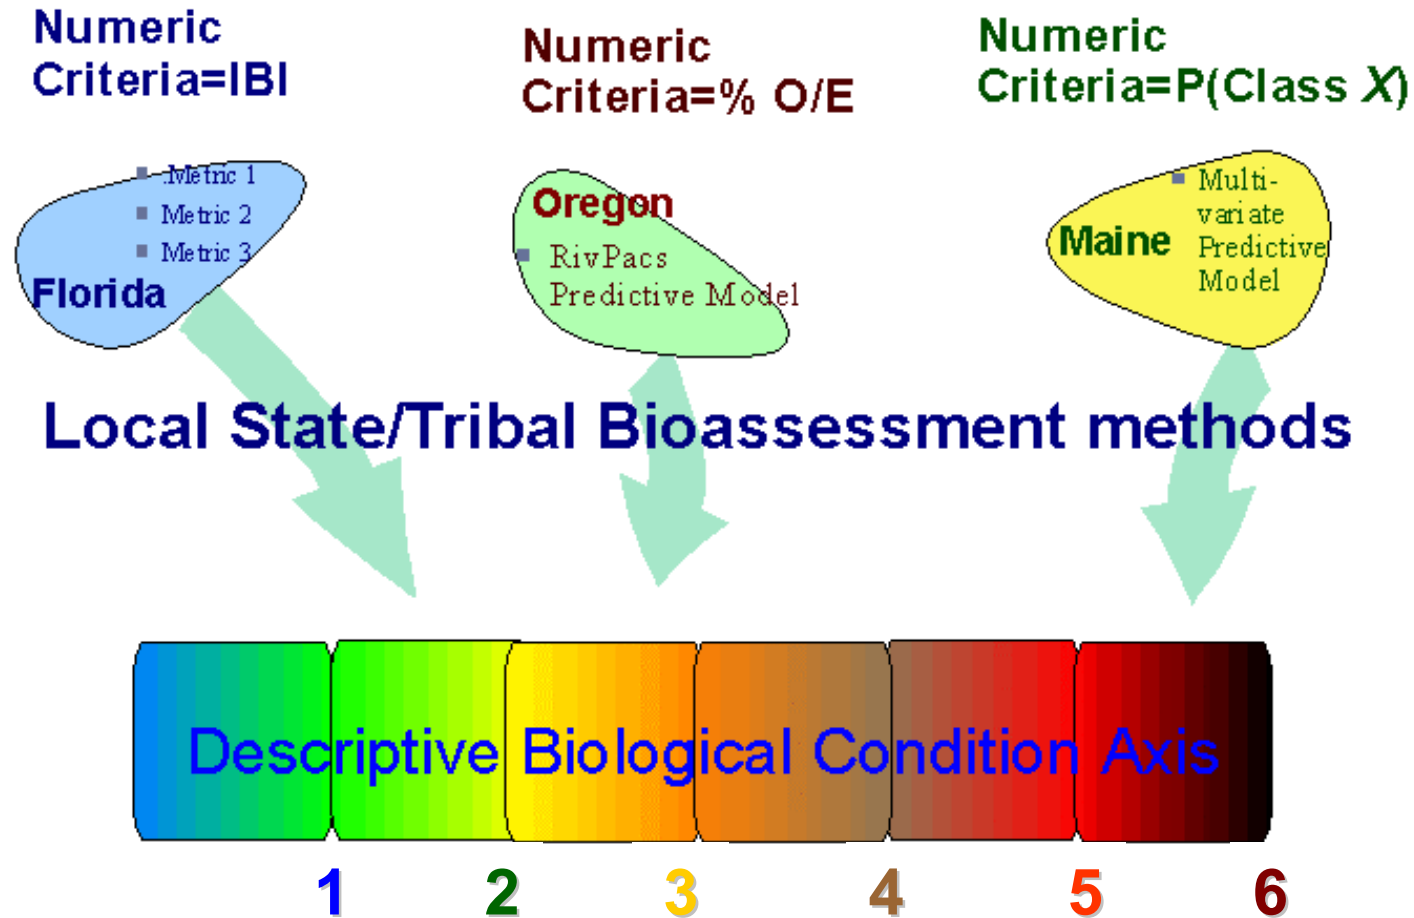 Numeric
Criteria=IBI
Numeric
Criteria=% O/E
Numeric
Criteria=P(Class X)
.Metric 1
Metric 2
Metric 3
Florida
Oregon
RivPacs
Predictive Model
Maine
Multi-
variate
Predictive
Model
Local State/Tribal Bioassessment methods
Descriptive Biological Condition Axis
1 2 3 4 5 6